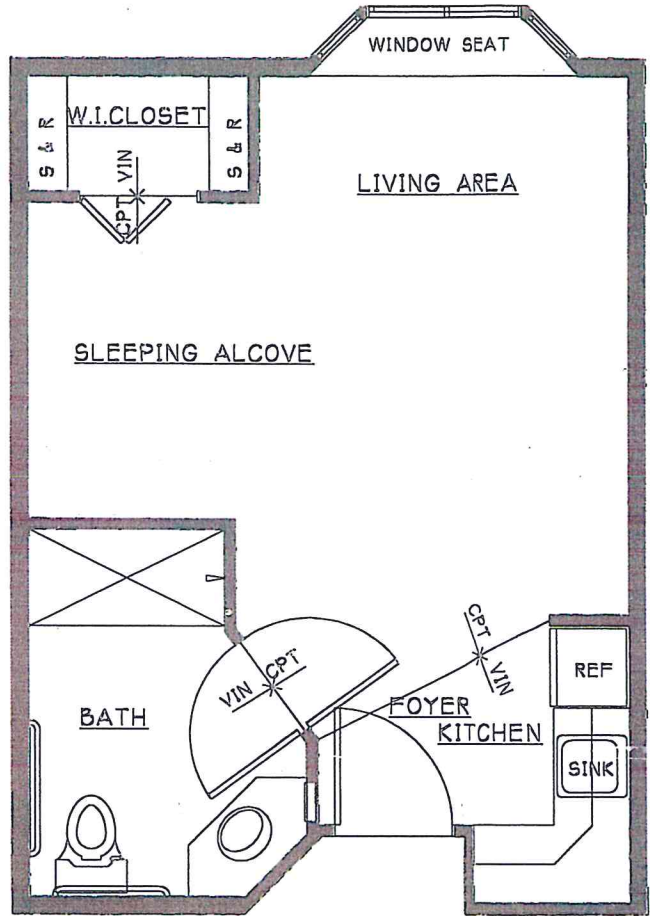 WINDOW SEAT
W.I.CLOSET
S & R
S & R
CPT VIN
LIVING AREA
SLEEPING ALCOVE
CPT
VIN
REF
VIN CPT
FOYER
KITCHEN
BATH
SINK